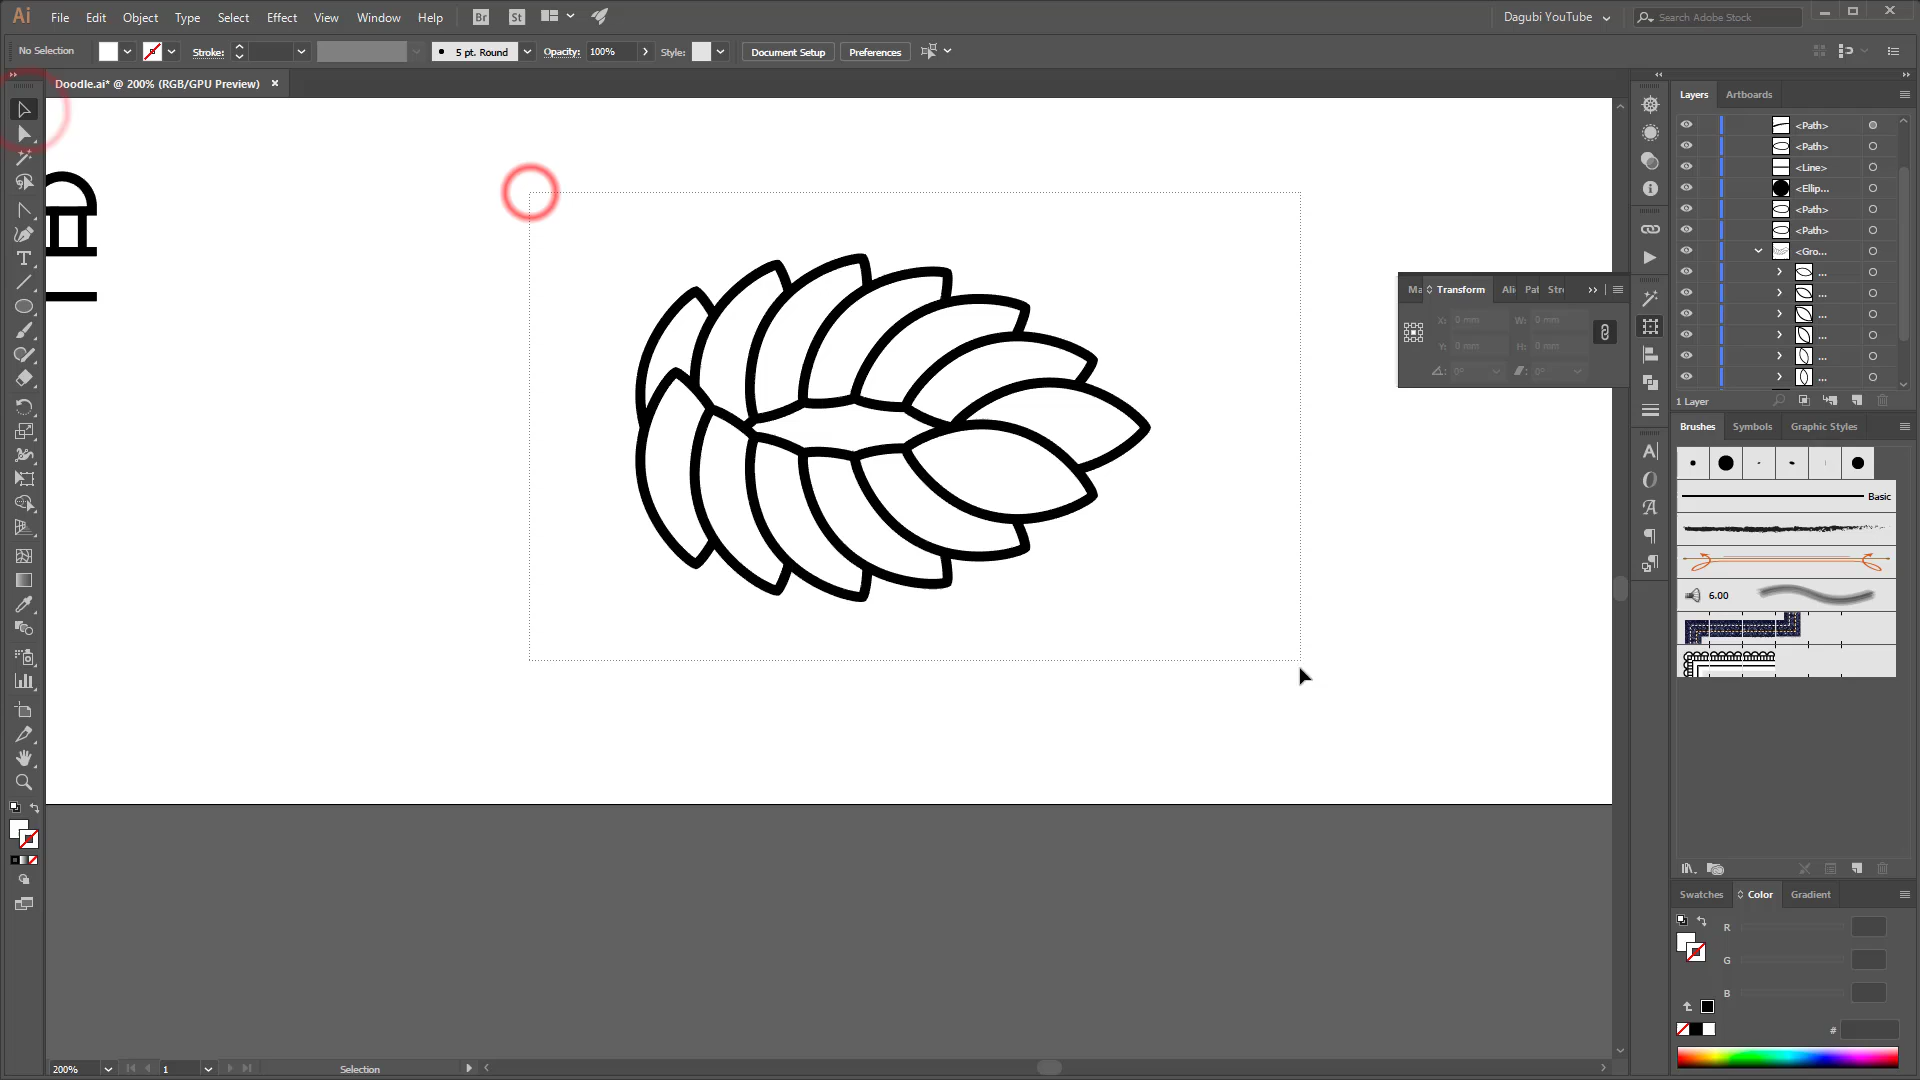 Ai File Edit Object Type Select Effect View Window Help Br St Dagubi YouTube Search Adobe Stock
No Selection Stroke: 5 pt. Round Opacity: 100% Style: Document Setup Preferences
Doodle.ai* @ 200% (RGB/GPU Preview) ×
Layers Artboards
<Path>
<Path>
<Line>
<Ellip...
<Path>
<Path>
<Gro...
...
...
...
...
...
...
1 Layer
Ma Transform Ali Pat Str
X: 0 mm W: 0 mm
Y: 0 mm H: 0 mm
0° 0°
Brushes Symbols Graphic Styles
Basic
6.00
Swatches Color Gradient
R
G
B
#
200% 1 Selection